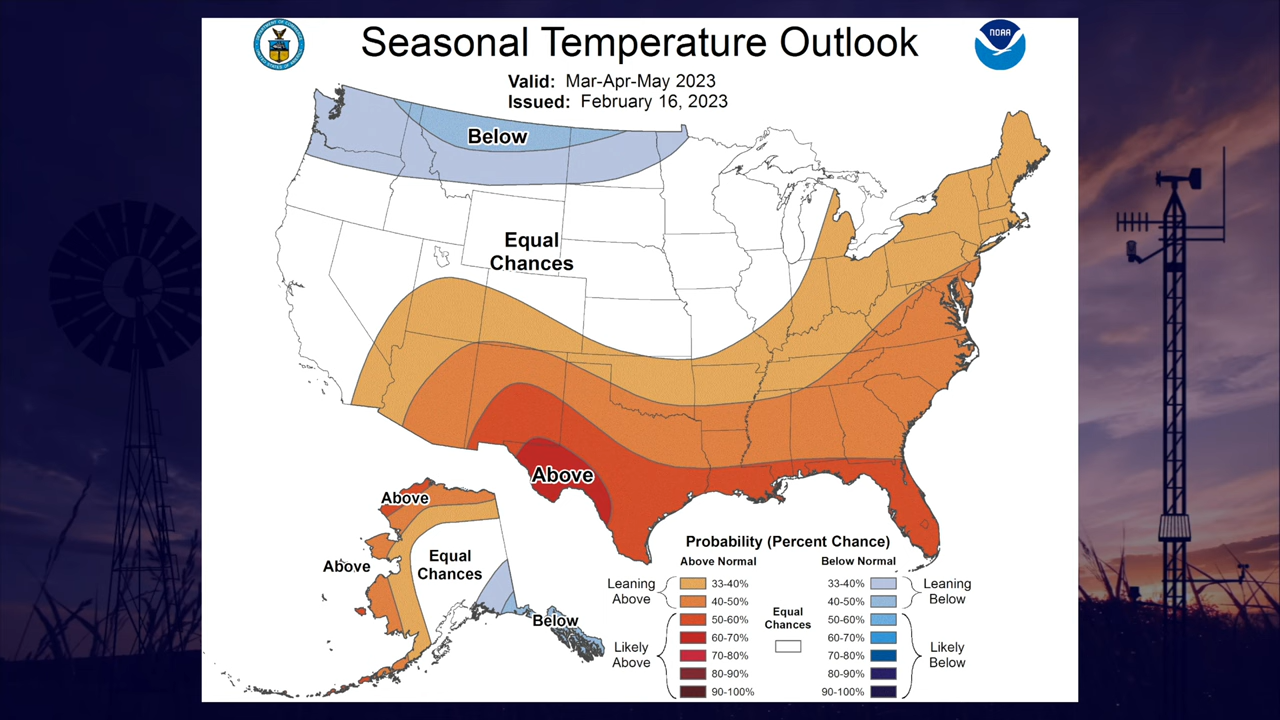 Seasonal Temperature Outlook
NOAA
Valid: Mar-Apr-May 2023
Issued: February 16, 2023
Below
Equal
Chances
Above
Above
Above
Equal
Chances
Below
Probability (Percent Chance)
Above Normal
Below Normal
Leaning
Above
33-40%
40-50%
Likely
Above
50-60%
60-70%
70-80%
80-90%
90-100%
Equal
Chances
33-40%
40-50%
Leaning
Below
50-60%
60-70%
70-80%
80-90%
90-100%
Likely
Below